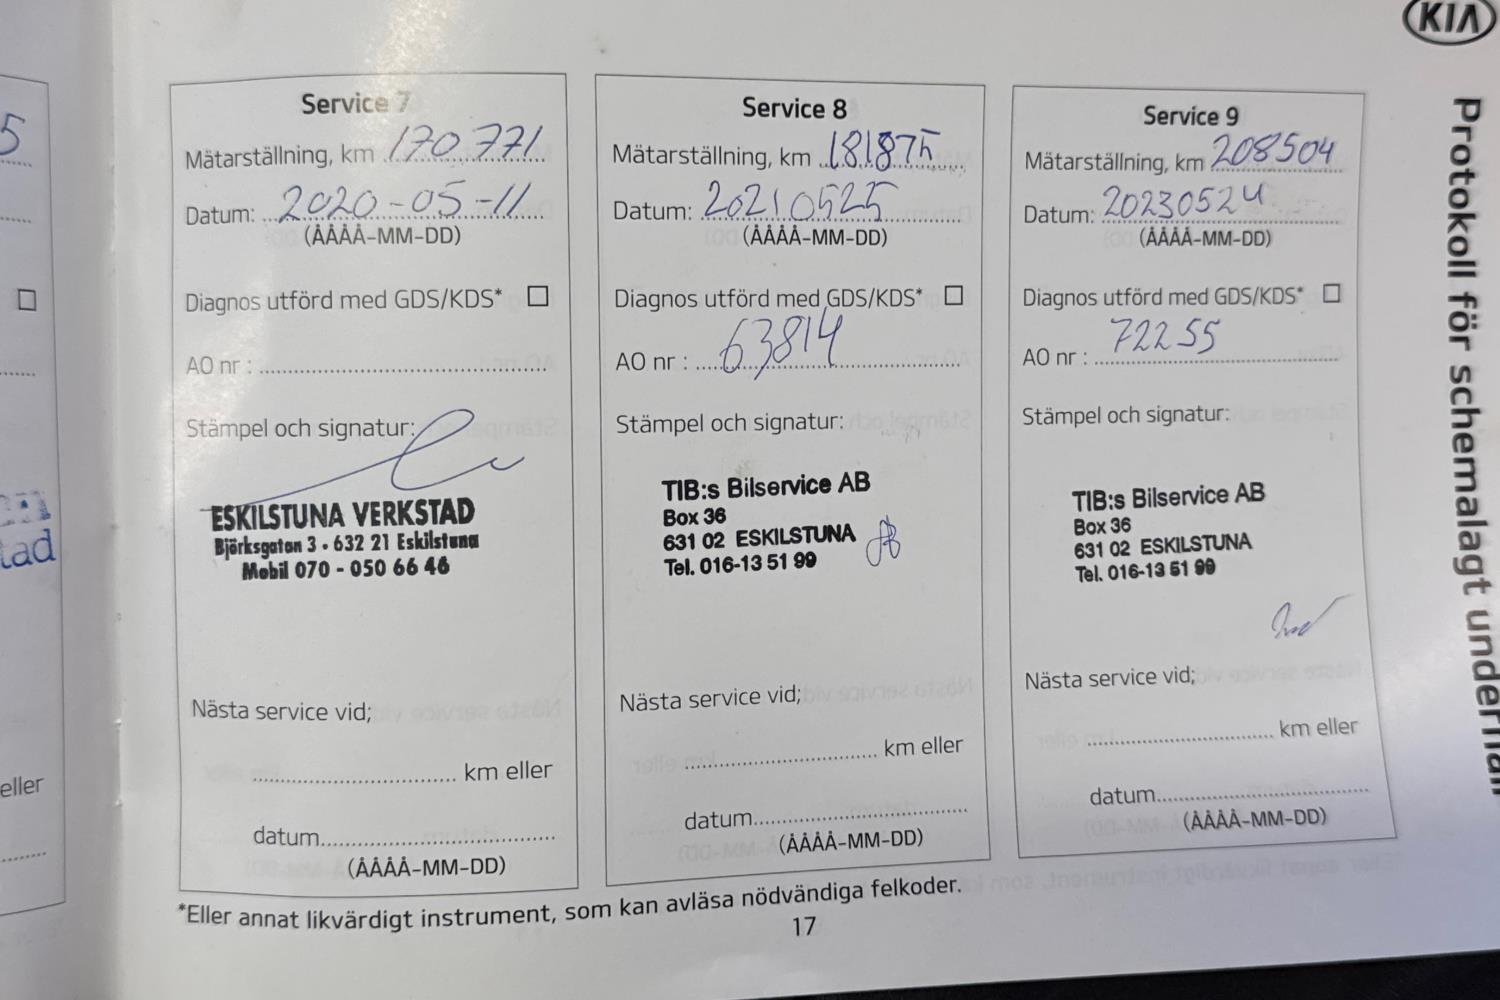 5
tad
eller
KIA
Protokoll för schemalagt underhåll
Service 7
Mätarställning, km 170 771
Datum: 2020-05-11
(ÅÅÅÅ-MM-DD)
Diagnos utförd med GDS/KDS*
AO nr :
Stämpel och signatur:
ESKILSTUNA VERKSTAD
Björksgatan 3 - 632 21 Eskilstuna
Mobil 070 - 050 66 46
Nästa service vid;
km eller
datum
(ÅÅÅÅ-MM-DD)
Service 8
Mätarställning, km 181875
Datum: 20210525
(ÅÅÅÅ-MM-DD)
Diagnos utförd med GDS/KDS*
AO nr : 63814
Stämpel och signatur:
TIB:s Bilservice AB
Box 36
631 02 ESKILSTUNA
Tel. 016-13 51 99
Nästa service vid;
km eller
datum
(ÅÅÅÅ-MM-DD)
Service 9
Mätarställning, km 208504
Datum: 20230524
(ÅÅÅÅ-MM-DD)
Diagnos utförd med GDS/KDS*
AO nr : 72255
Stämpel och signatur:
TIB:s Bilservice AB
Box 36
631 02 ESKILSTUNA
Tel. 016-13 51 99
Nästa service vid;
km eller
datum
(ÅÅÅÅ-MM-DD)
*Eller annat likvärdigt instrument, som kan avläsa nödvändiga felkoder.
17